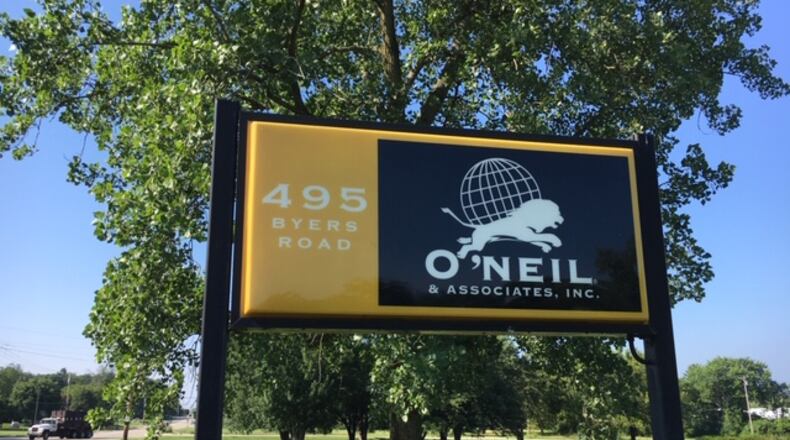 495
BYERS
ROAD
O'NEIL
& ASSOCIATES, INC.